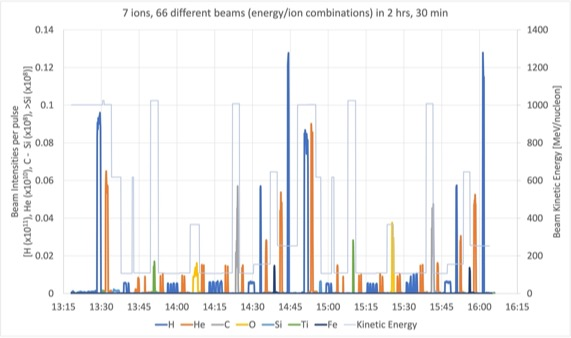 7 ions, 66 different beams (energy/ion combinations) in 2 hrs, 30 min
Beam Intensities per pulse
[H (x10¹¹), He (x10¹⁰), C - Si (x10⁹), >Si (x10⁸)]
0.14
0.12
0.1
0.08
0.06
0.04
0.02
0
1400
1200
1000
800
600
400
200
0
Beam Kinetic Energy [MeV/nucleon]
13:15 13:30 13:45 14:00 14:15 14:30 14:45 15:00 15:15 15:30 15:45 16:00 16:15
H He C O Si Ti Fe Kinetic Energy